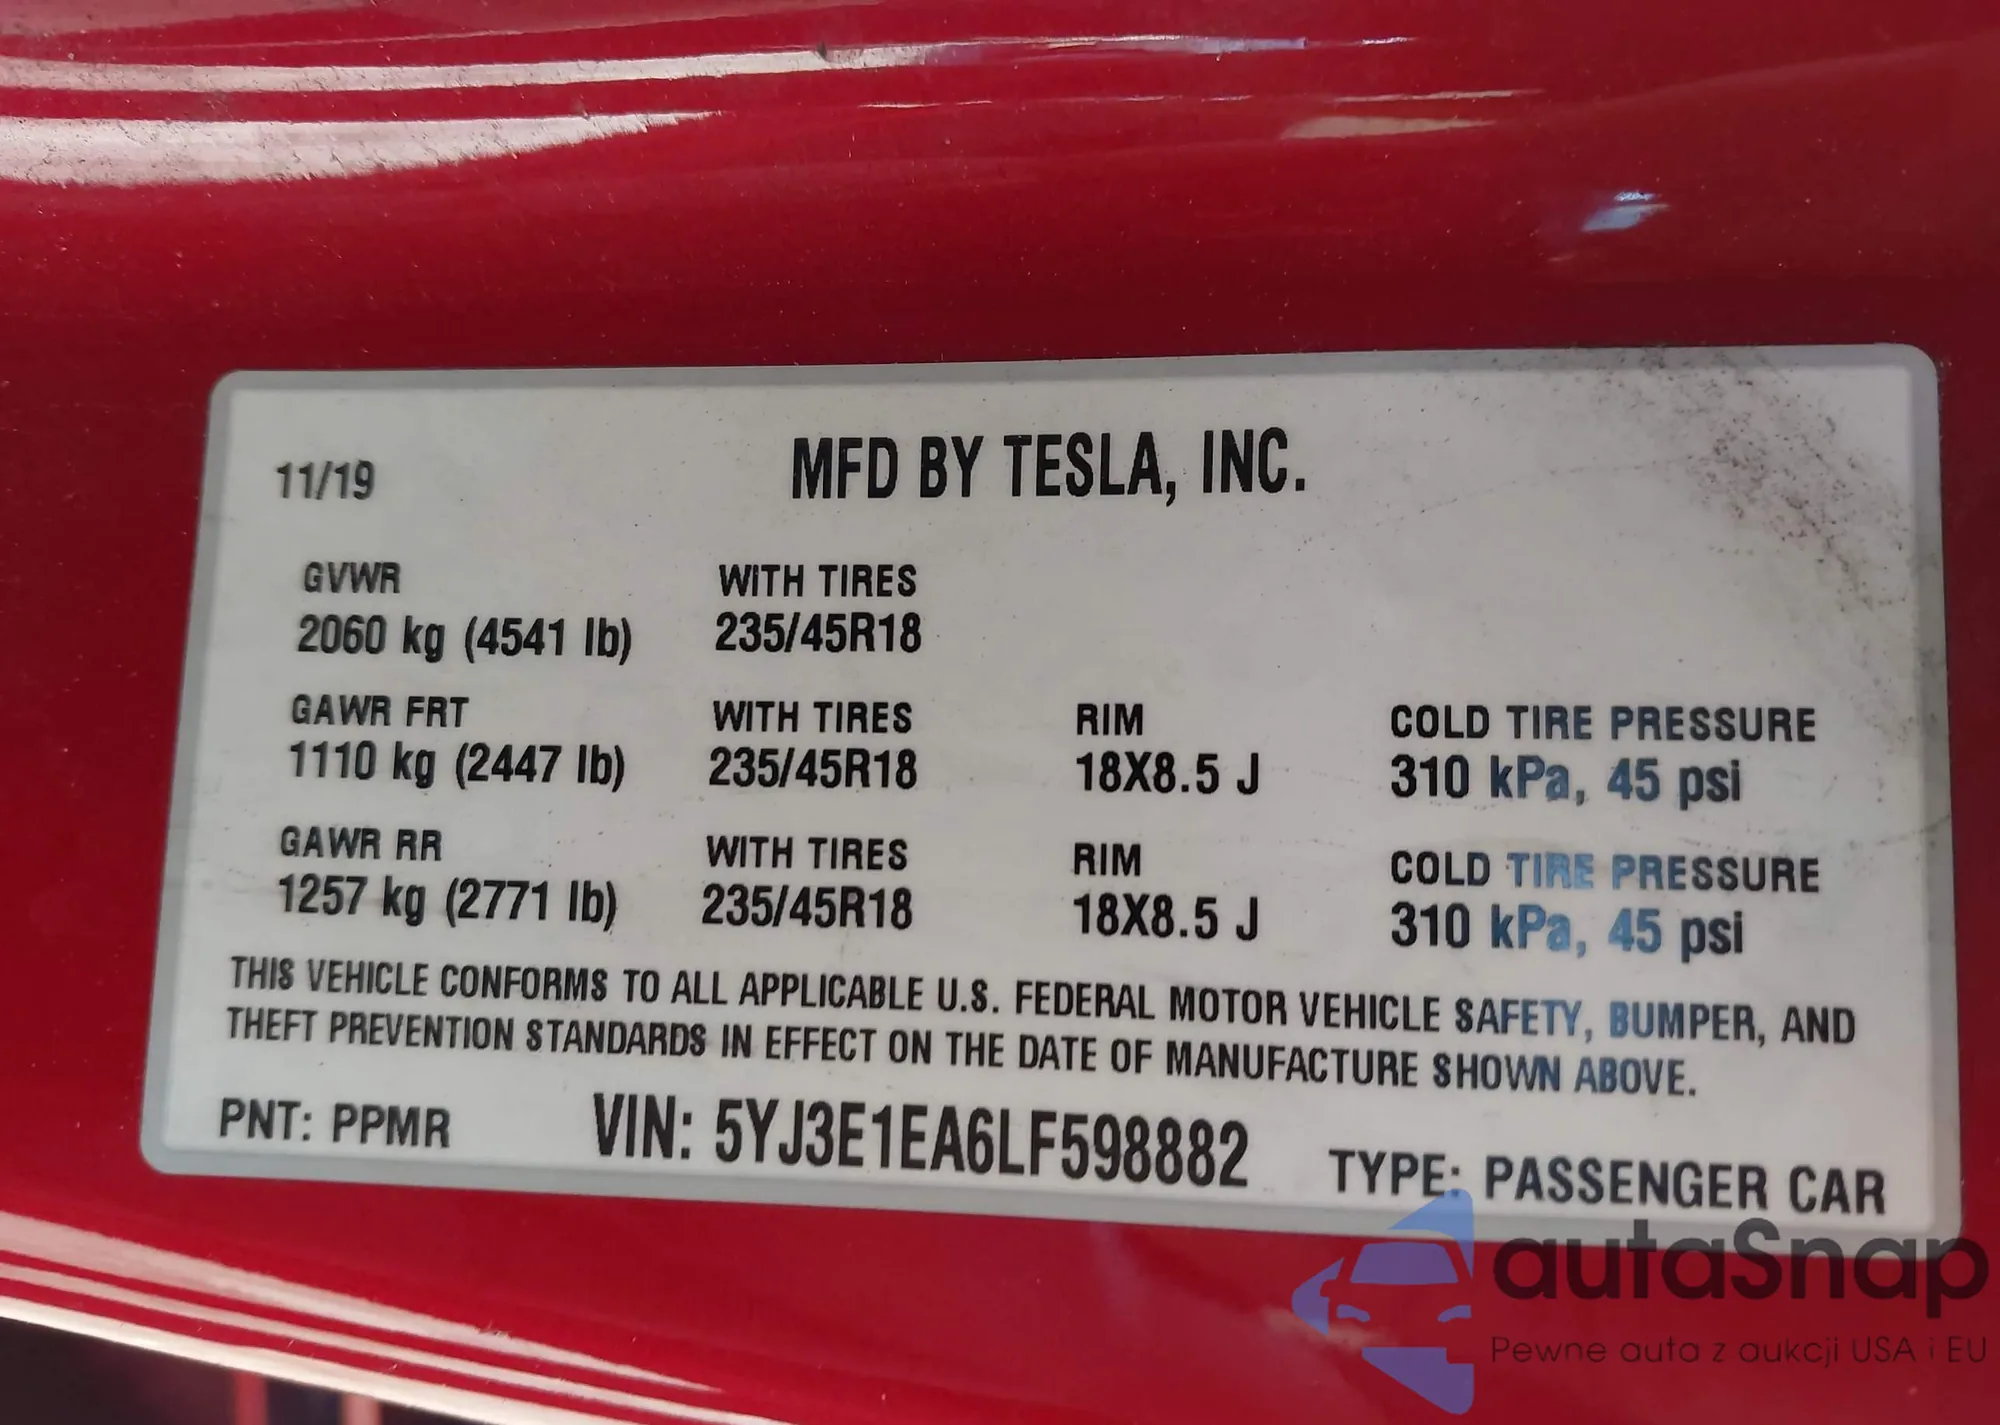 11/19 MFD BY TESLA, INC.
GVWR WITH TIRES
2060 kg (4541 lb) 235/45R18
GAWR FRT WITH TIRES RIM COLD TIRE PRESSURE
1110 kg (2447 lb) 235/45R18 18X8.5 J 310 kPa, 45 psi
GAWR RR WITH TIRES RIM COLD TIRE PRESSURE
1257 kg (2771 lb) 235/45R18 18X8.5 J 310 kPa, 45 psi
THIS VEHICLE CONFORMS TO ALL APPLICABLE U.S. FEDERAL MOTOR VEHICLE SAFETY, BUMPER, AND
THEFT PREVENTION STANDARDS IN EFFECT ON THE DATE OF MANUFACTURE SHOWN ABOVE.
PNT: PPMR VIN: 5YJ3E1EA6LF598882 TYPE: PASSENGER CAR
autaSnap
Pewne auta z aukcji USA i EU